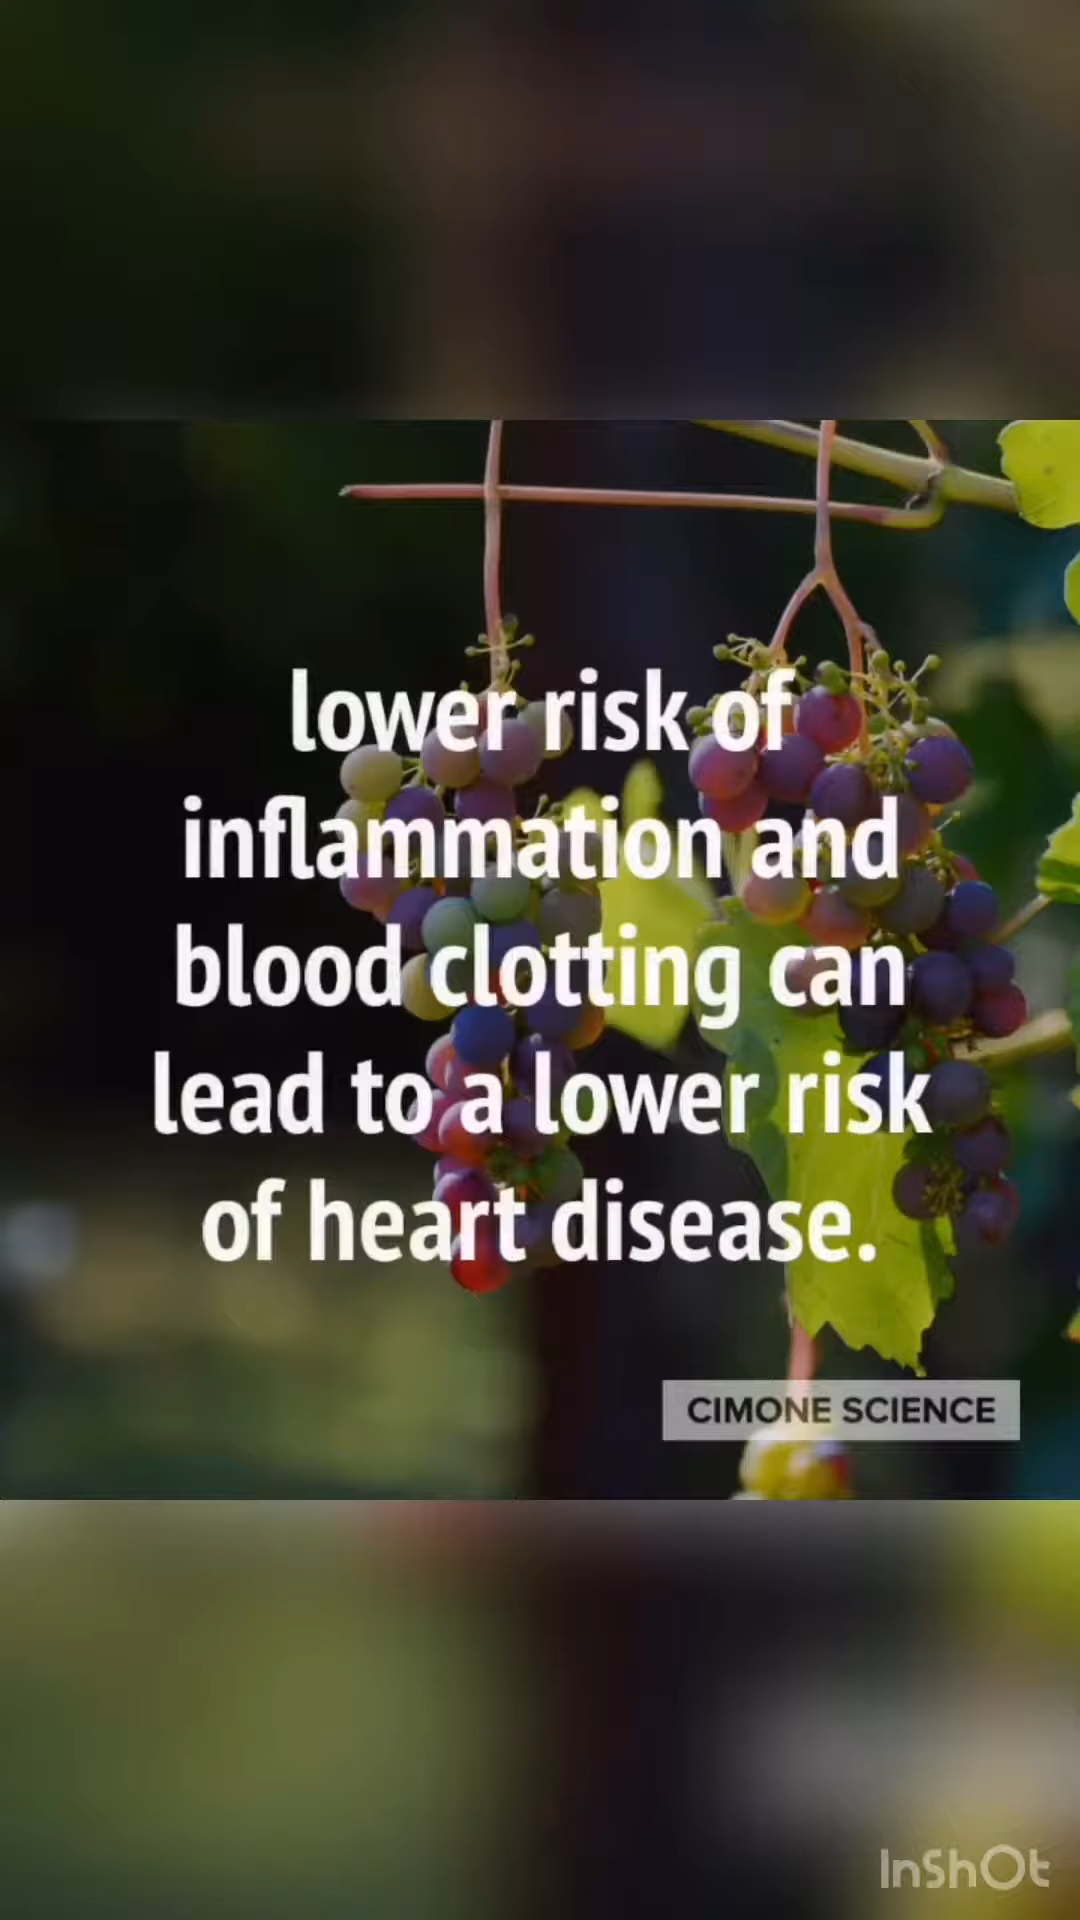 lower risk of
inflammation and
blood clotting can
lead to a lower risk
of heart disease.
CIMONE SCIENCE
InShOt